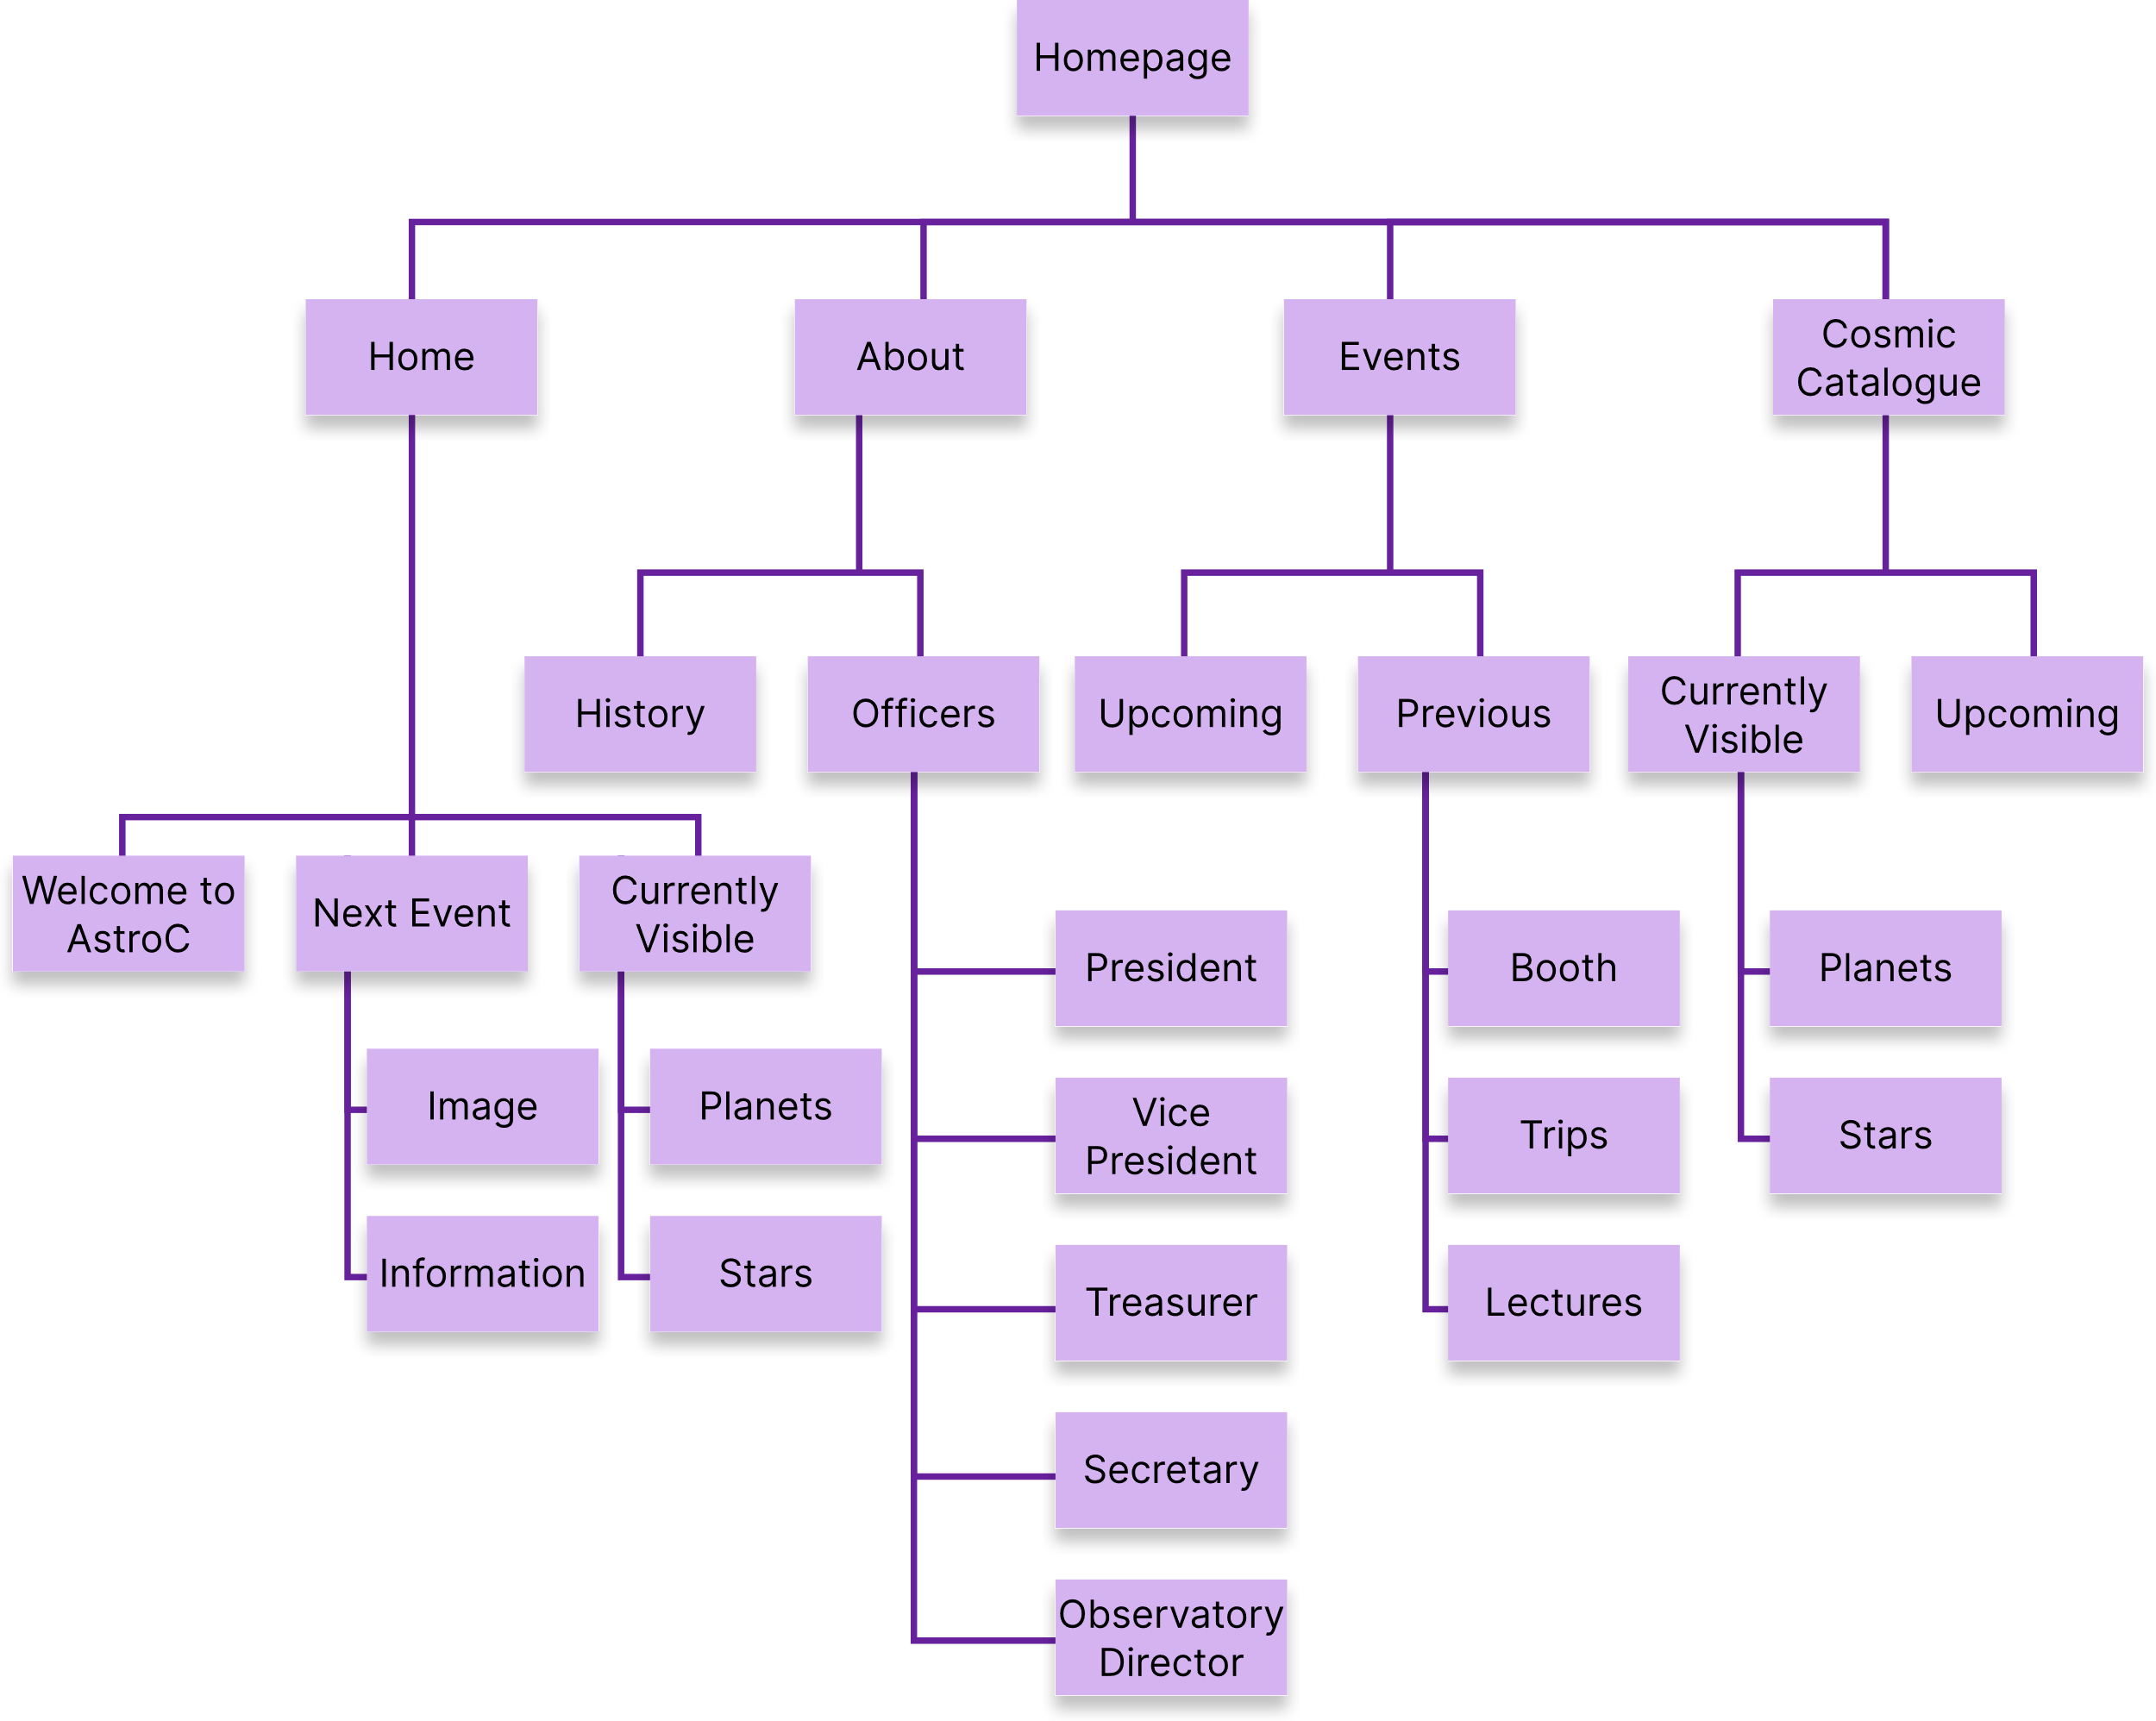 Homepage
Home
About
Events
Cosmic
Catalogue
History
Officers
Upcoming
Previous
Currently
Visible
Upcoming
Welcome to
AstroC
Next Event
Currently
Visible
Image
Information
Planets
Stars
President
Vice
President
Treasurer
Secretary
Observatory
Director
Booth
Trips
Lectures
Planets
Stars